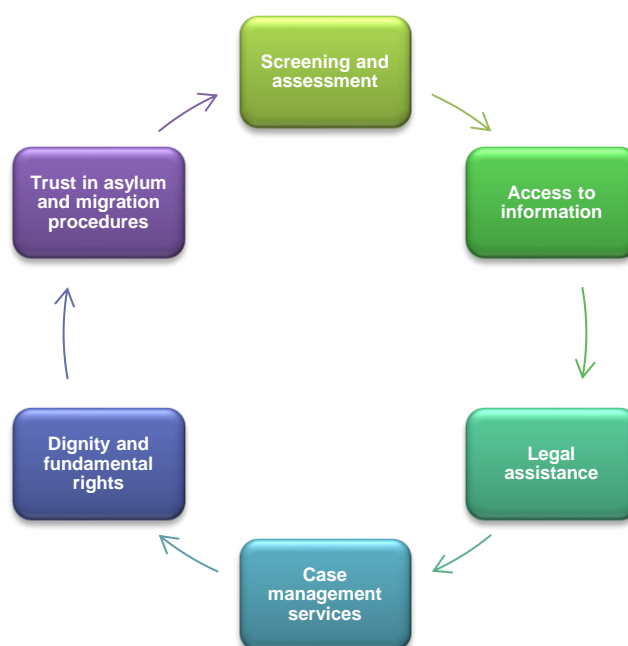 Screening and
assessment
Access to
information
Legal
assistance
Case
management
services
Dignity and
fundamental
rights
Trust in asylum
and migration
procedures